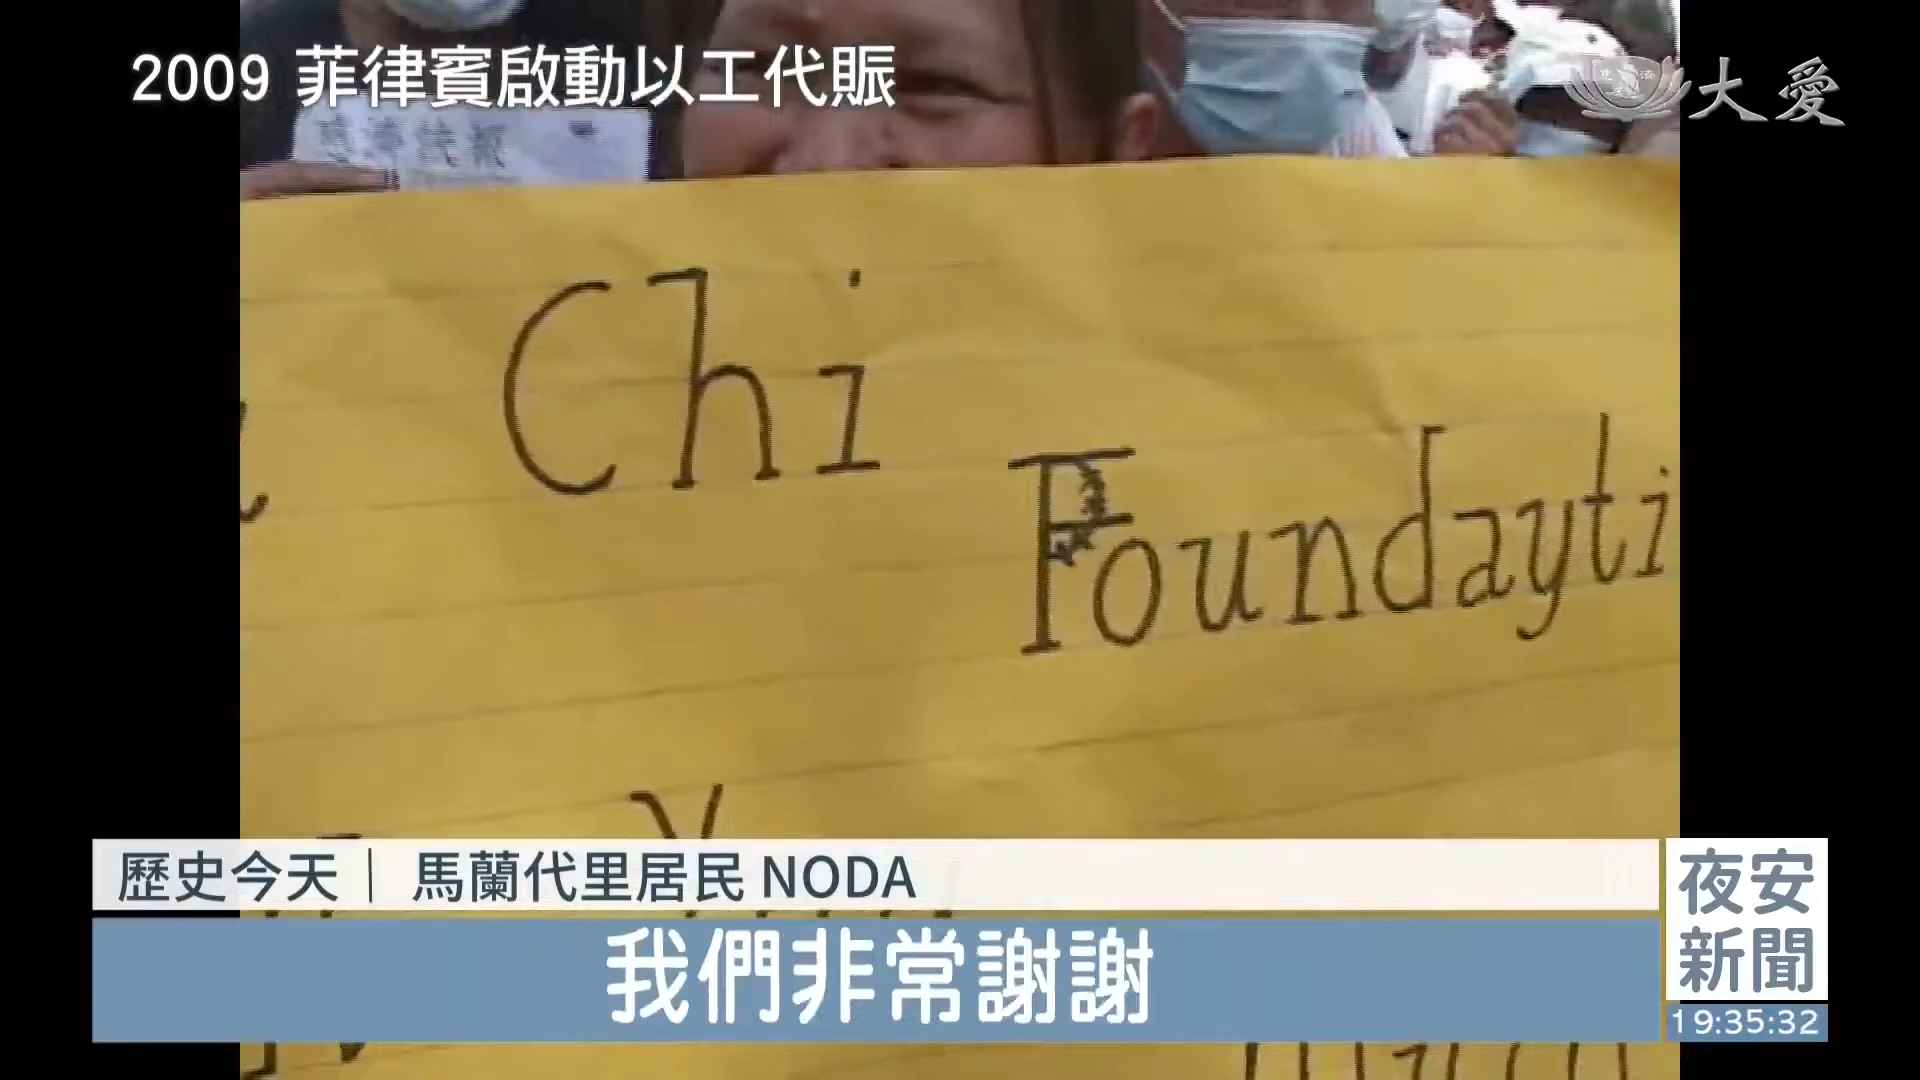 2009 菲律賓啟動以工代賑
大愛
Chi
Foundayti
歷史今天｜ 馬蘭代里居民 NODA
我們非常謝謝
夜安
新聞
19:35:32